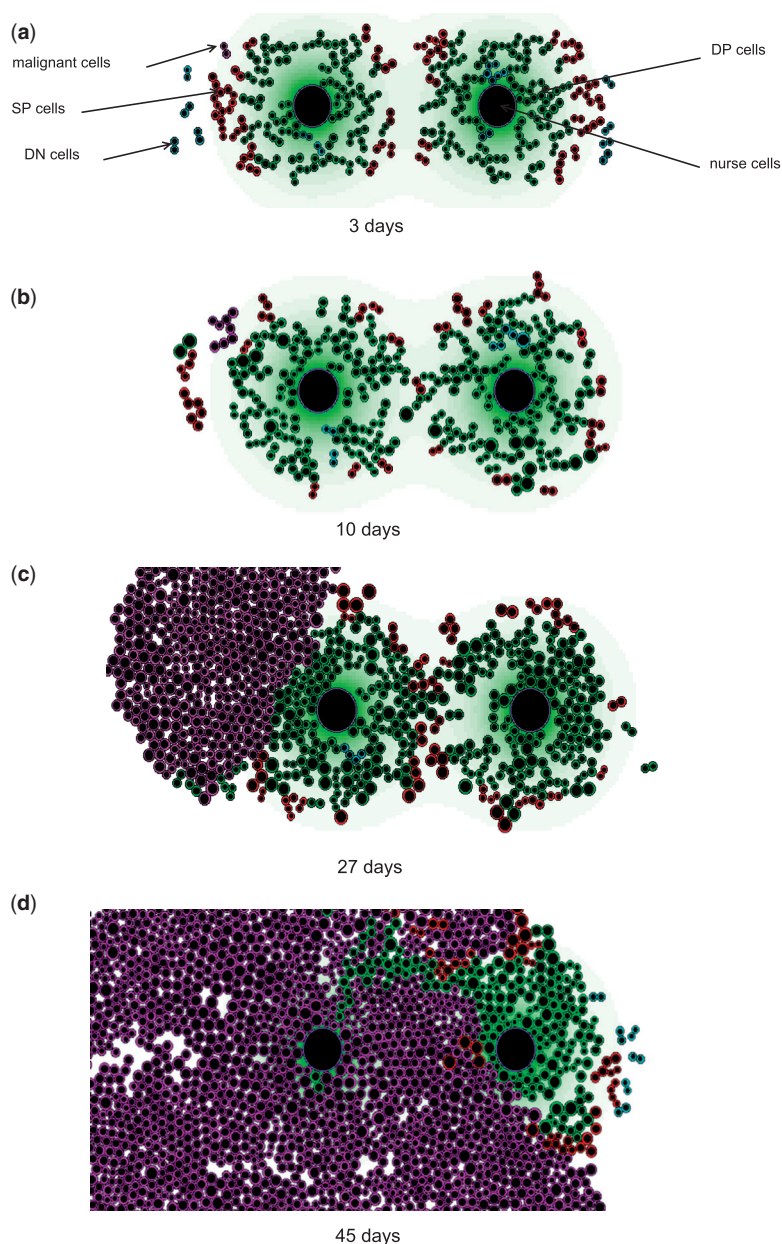 (a)
malignant cells
SP cells
DN cells
DP cells
nurse cells
3 days
(b)
10 days
(c)
27 days
(d)
45 days